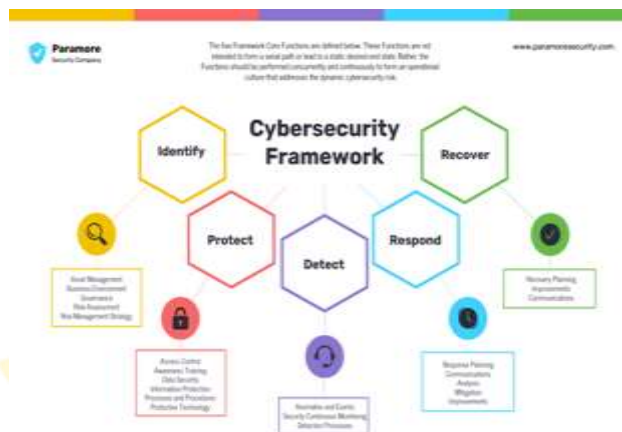 Paramore
Security Company
The five Framework Core Functions are defined below. These Functions are not
intended to form a serial path or lead to a static desired end state. Rather, the
Functions should be performed concurrently and continuously to form an operational
culture that addresses the dynamic cybersecurity risk.
www.paramoresecurity.com
Cybersecurity
Framework
Identify
Asset Management
Business Environment
Governance
Risk Assessment
Risk Management Strategy
Protect
Access Control
Awareness Training
Data Security
Information Protection
Processes and Procedures
Protective Technology
Detect
Anomalies and Events
Security Continuous Monitoring
Detection Processes
Respond
Response Planning
Communications
Analysis
Mitigation
Improvements
Recover
Recovery Planning
Improvements
Communications